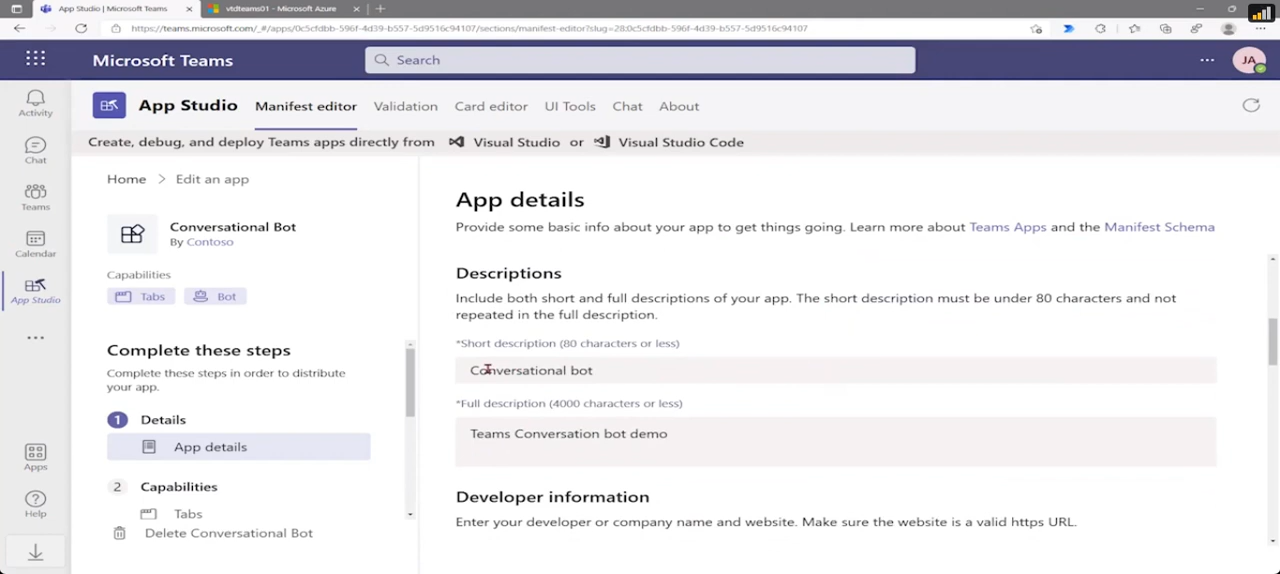 App Studio | Microsoft Teams
vtdteams01 - Microsoft Azure
https://teams.microsoft.com/_#/apps/0c5cfdbb-596f-4d39-b557-5d9516c94107/sections/manifest-editor?slug=28:0c5cfdbb-596f-4d39-b557-5d9516c94107
Microsoft Teams
Search
JA
App Studio
Manifest editor
Validation
Card editor
UI Tools
Chat
About
Create, debug, and deploy Teams apps directly from Visual Studio or Visual Studio Code
Activity
Chat
Teams
Calendar
App Studio
Apps
Help
Home > Edit an app
Conversational Bot
By Contoso
Capabilities
Tabs
Bot
Complete these steps
Complete these steps in order to distribute
your app.
1 Details
App details
2 Capabilities
Tabs
Delete Conversational Bot
App details
Provide some basic info about your app to get things going. Learn more about Teams Apps and the Manifest Schema
Descriptions
Include both short and full descriptions of your app. The short description must be under 80 characters and not
repeated in the full description.
*Short description (80 characters or less)
Conversational bot
*Full description (4000 characters or less)
Teams Conversation bot demo
Developer information
Enter your developer or company name and website. Make sure the website is a valid https URL.